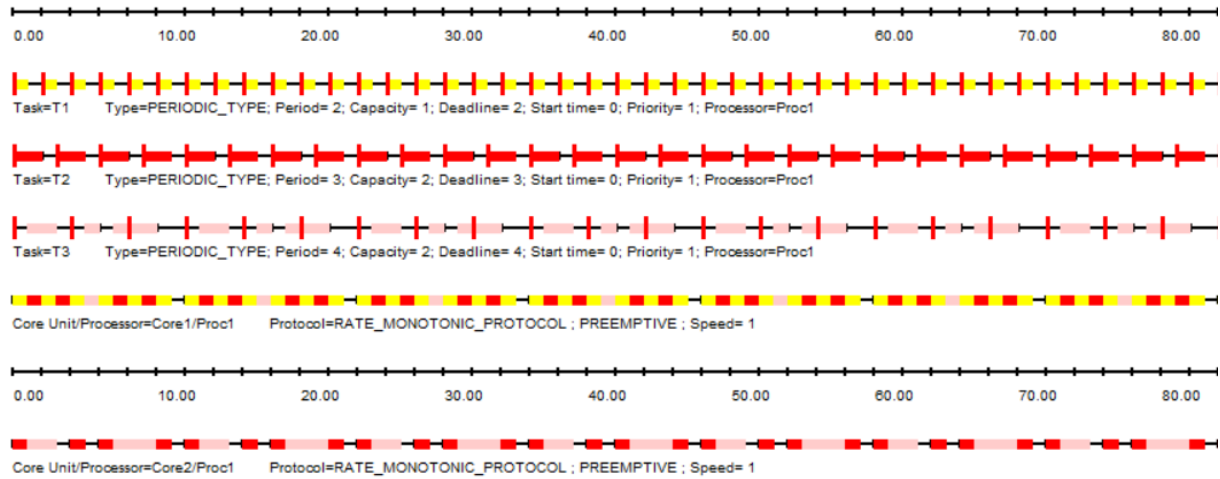 0.00 10.00 20.00 30.00 40.00 50.00 60.00 70.00 80.00
Task=T1 Type=PERIODIC_TYPE; Period= 2; Capacity= 1; Deadline= 2; Start time= 0; Priority= 1; Processor=Proc1
Task=T2 Type=PERIODIC_TYPE; Period= 3; Capacity= 2; Deadline= 3; Start time= 0; Priority= 1; Processor=Proc1
Task=T3 Type=PERIODIC_TYPE; Period= 4; Capacity= 2; Deadline= 4; Start time= 0; Priority= 1; Processor=Proc1
Core Unit/Processor=Core1/Proc1 Protocol=RATE_MONOTONIC_PROTOCOL ; PREEMPTIVE ; Speed= 1
0.00 10.00 20.00 30.00 40.00 50.00 60.00 70.00 80.00
Core Unit/Processor=Core2/Proc1 Protocol=RATE_MONOTONIC_PROTOCOL ; PREEMPTIVE ; Speed= 1